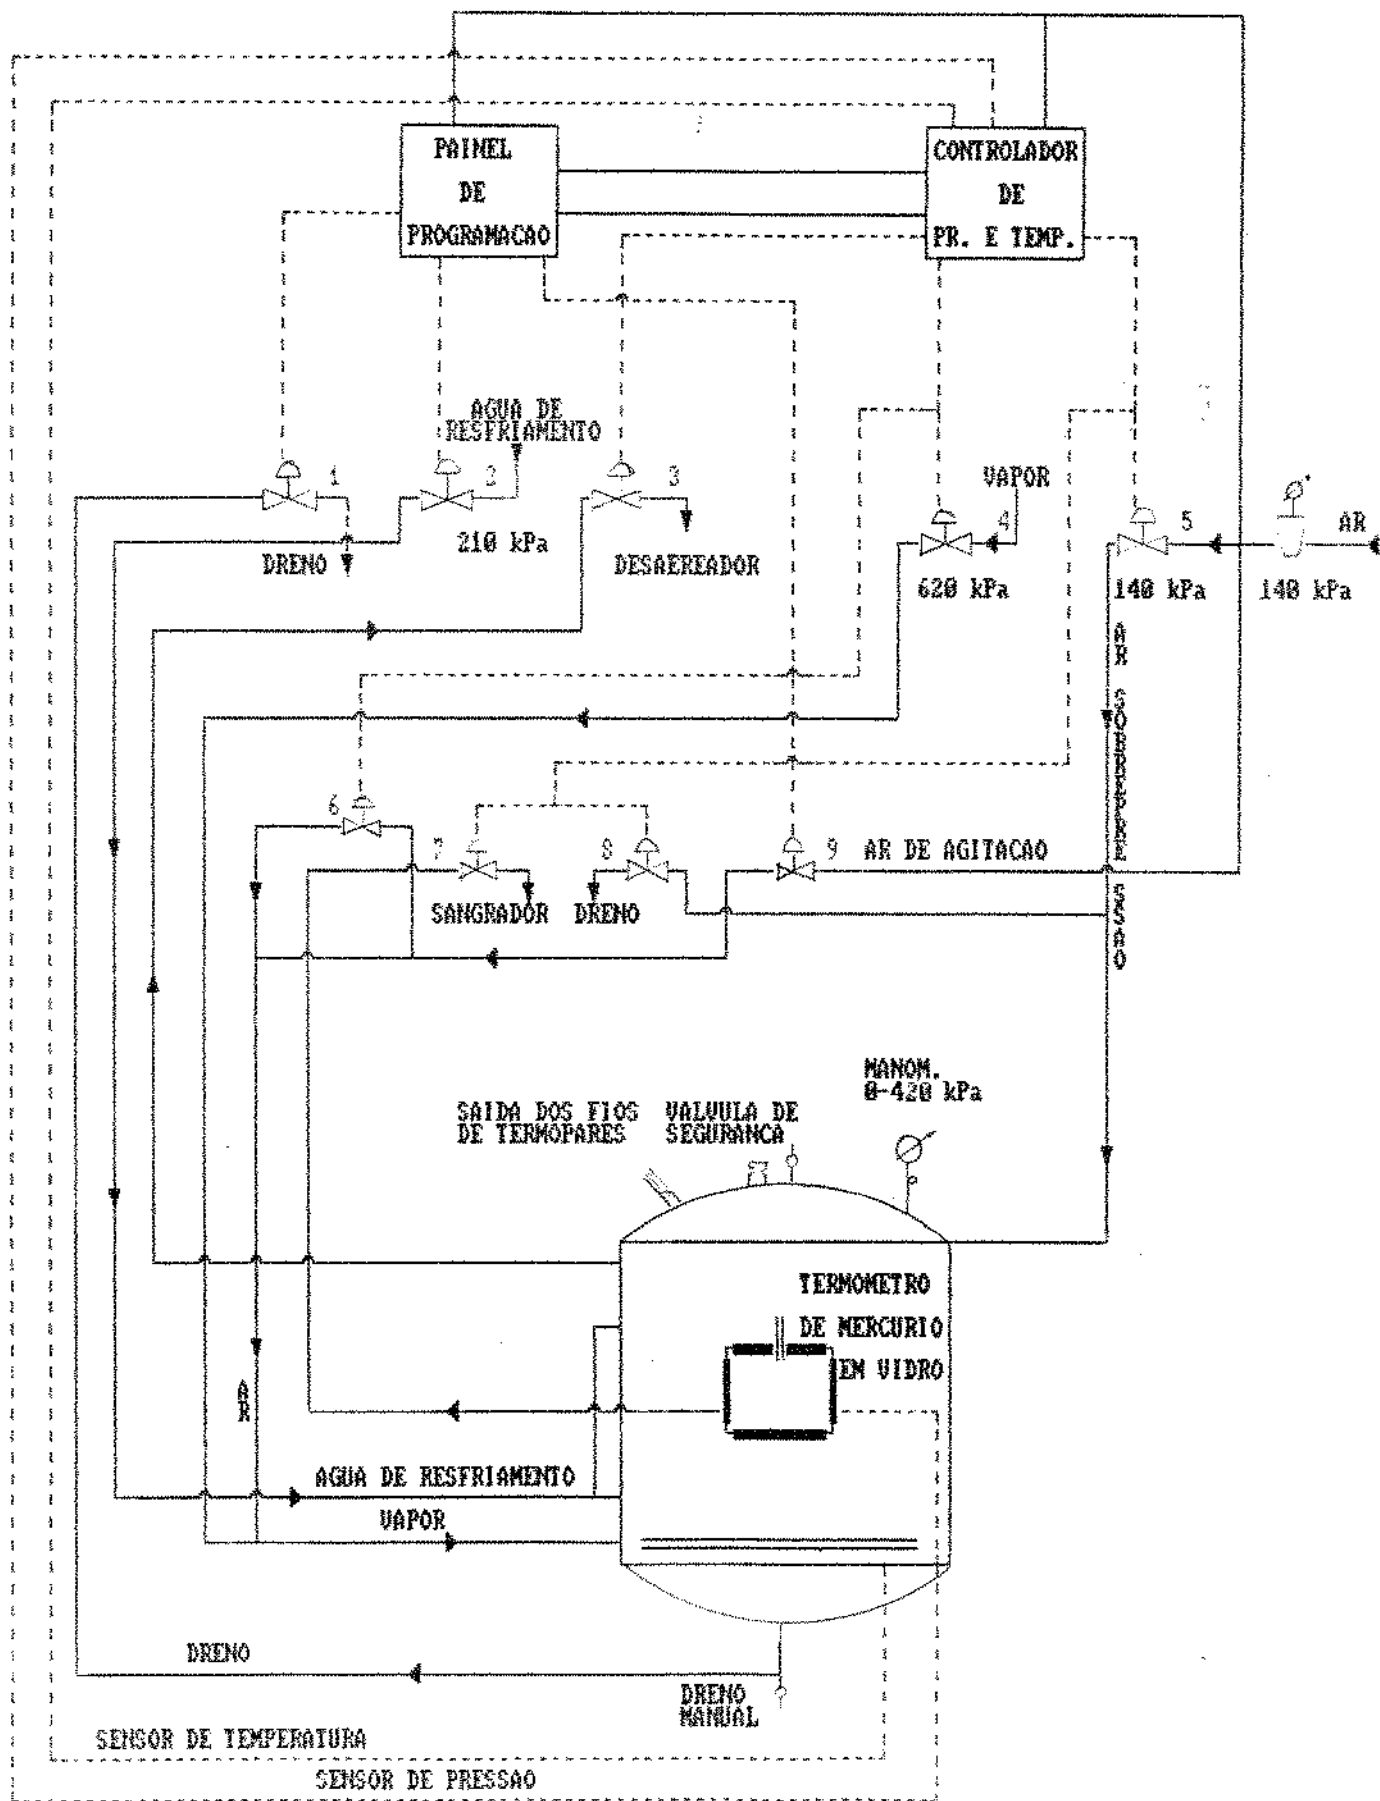 PAINEL
DE
PROGRAMACAO
CONTROLADOR
DE
PR. E TEMP.
AGUA DE
RESFRIAMENTO
1
2
3
VAPOR
4
5
AR
DRENO
210 kPa
DESAEREADOR
620 kPa
140 kPa
140 kPa
AR SOBREPRESSAO
6
7
8
9
AR DE AGITACAO
SANGRADOR
DRENO
MANOM.
0-420 kPa
SAIDA DOS FIOS
DE TERMOPARES
VALVULA DE
SEGURANCA
TERMOMETRO
DE MERCURIO
EM VIDRO
AR
AGUA DE RESFRIAMENTO
VAPOR
DRENO
DRENO
MANUAL
SENSOR DE TEMPERATURA
SENSOR DE PRESSAO